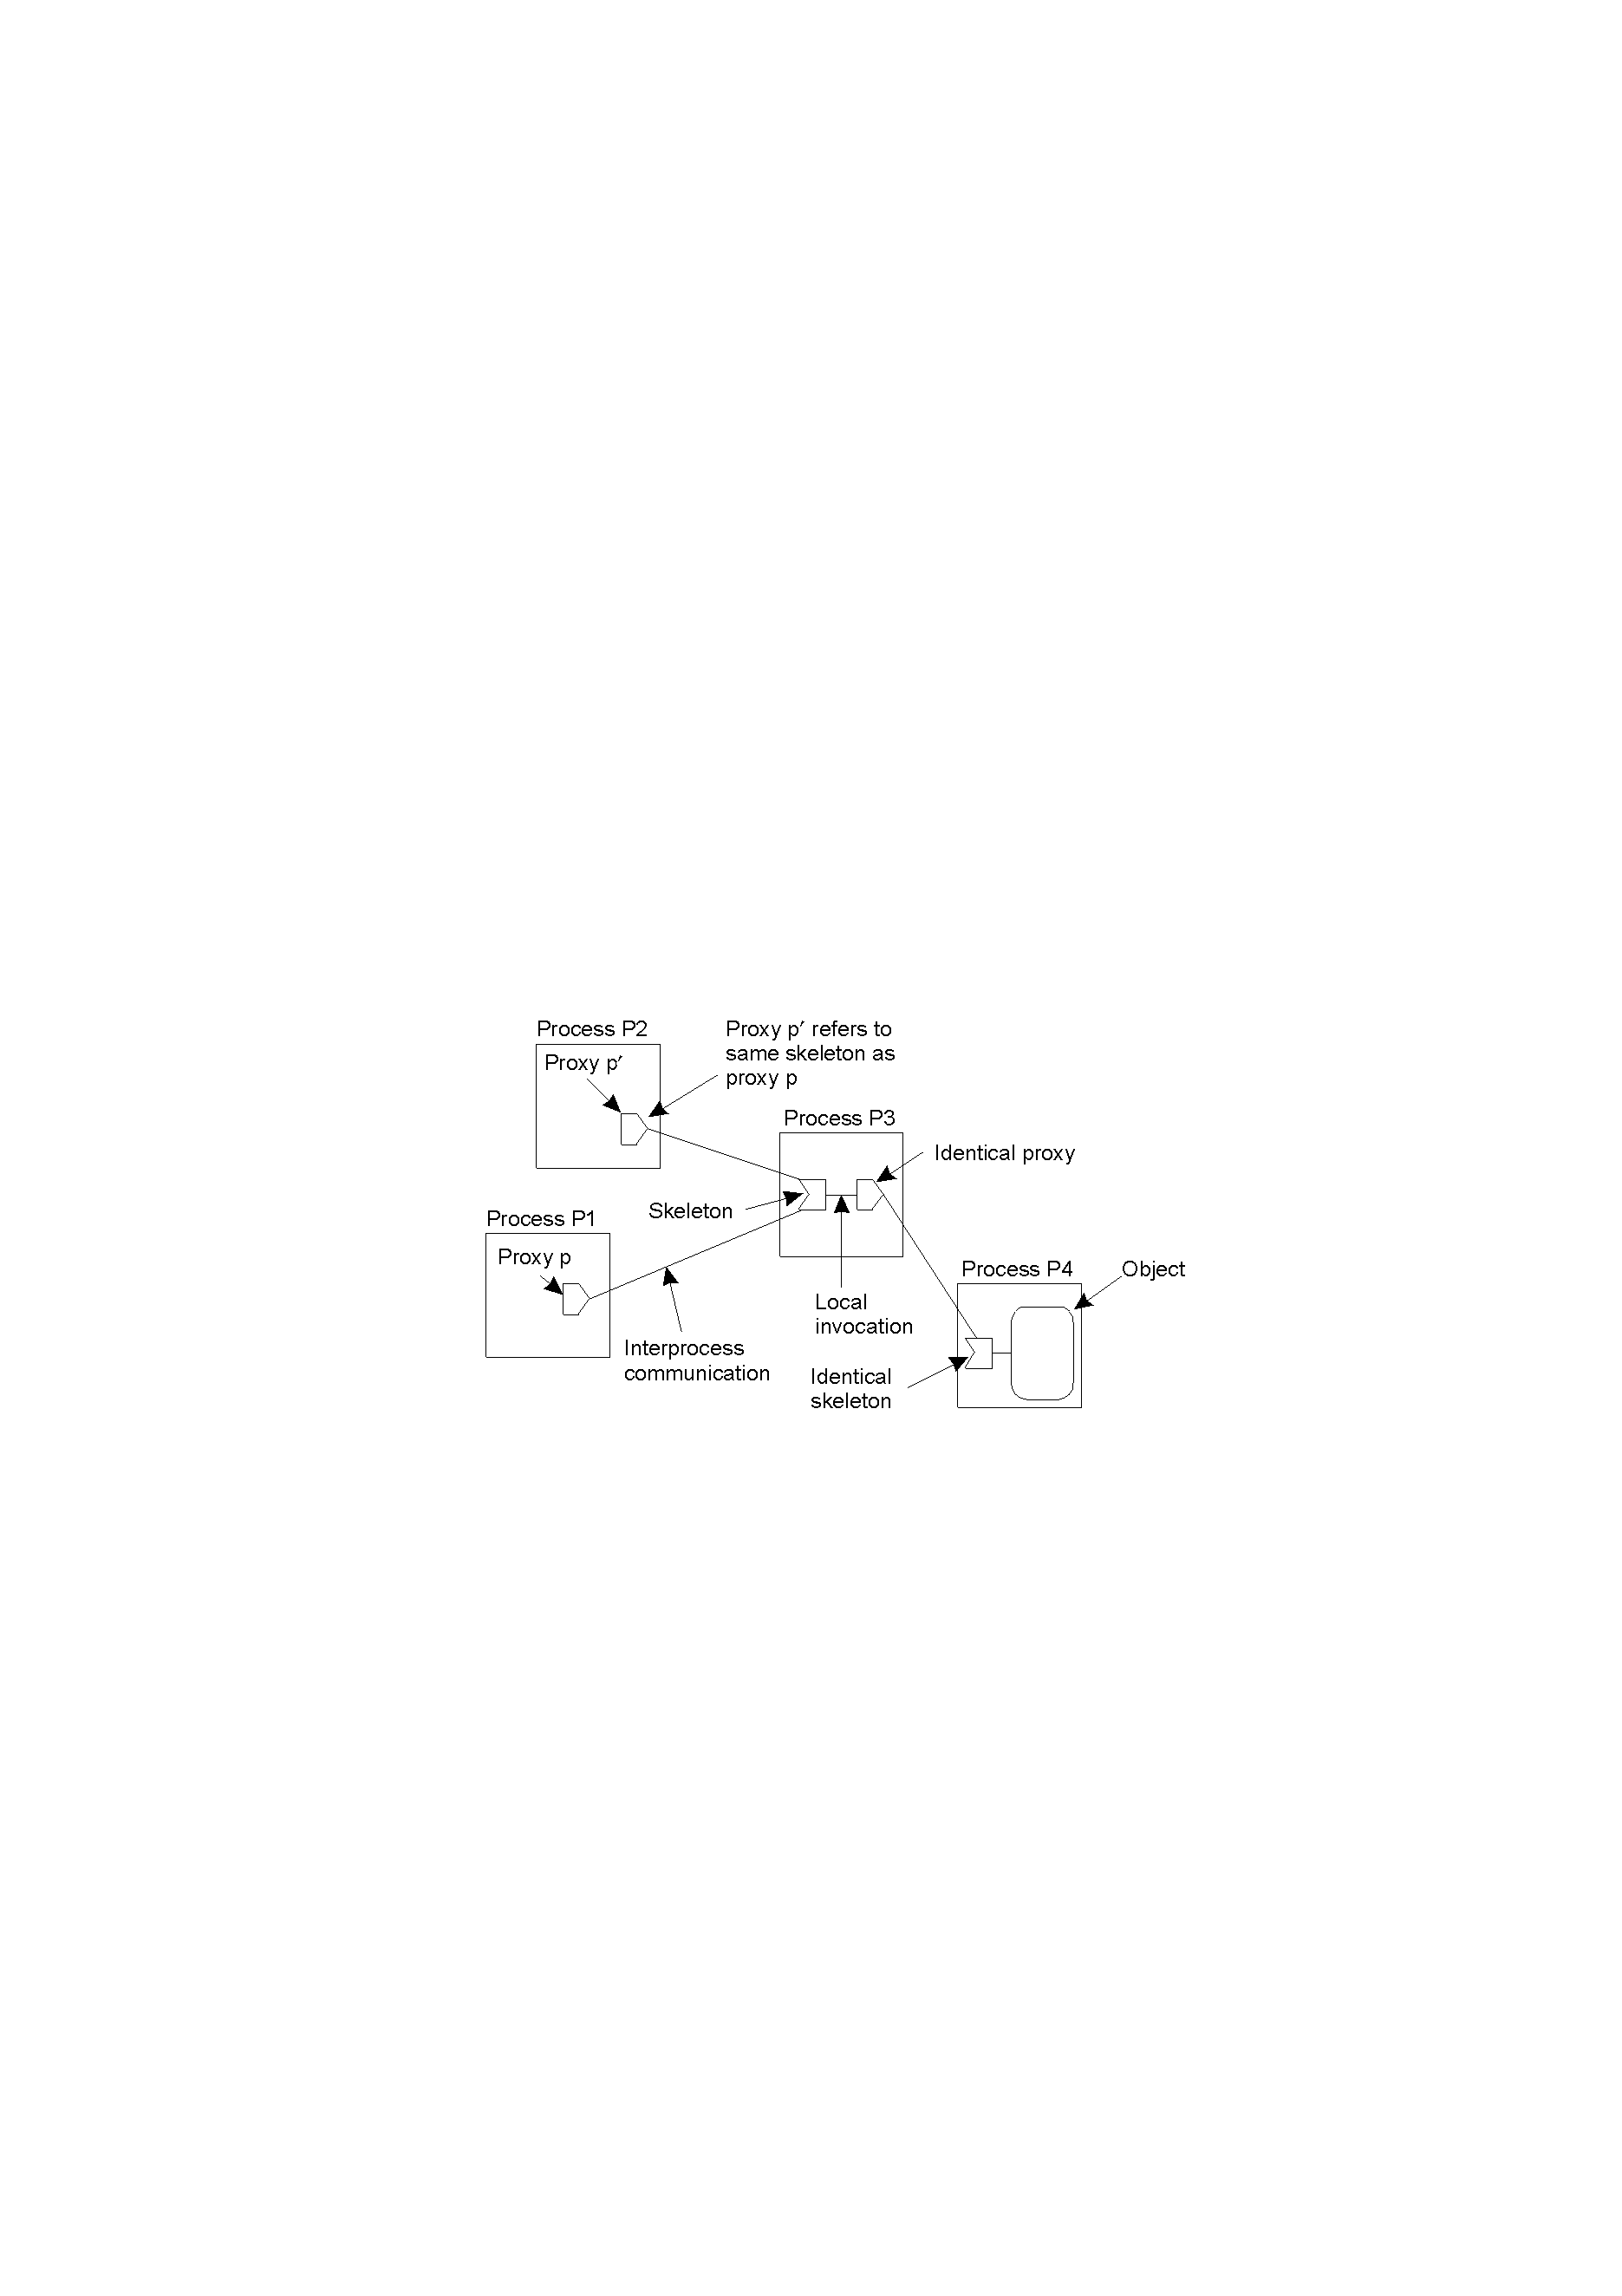 Process P2
Proxy p′
Proxy p′ refers to
same skeleton as
proxy p
Process P3
Identical proxy
Skeleton
Process P1
Proxy p
Interprocess
communication
Local
invocation
Process P4
Object
Identical
skeleton